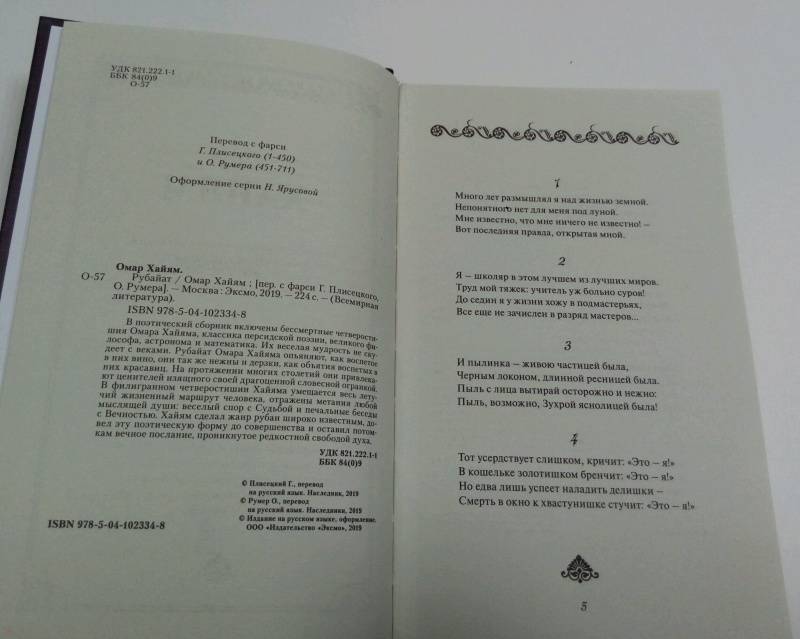 УДК 821.222.1-1
ББК 84(0)9
О-57
Перевод с фарси
Г. Плисецкого (1–450)
и О. Румера (451-711)
Оформление серии Н. Ярусовой
Омар Хайям.
О-57 Рубайат / Омар Хайям ; [пер. с фарси Г. Плисецкого,
О. Румера]. — Москва : Эксмо, 2019. — 224 с. — (Всемирная
литература).
ISBN 978-5-04-102334-8
В поэтический сборник включены бессмертные четверости-
шия Омара Хайяма, классика персидской поэзии, великого фи-
лософа, астронома и математика. Их веселая мудрость не ску-
деет с веками. Рубайат Омара Хайяма опьяняют, как воспетое
в них вино, они так же нежны и дерзки, как объятия воспетых в
них красавиц. На протяжении многих столетий они привлека-
ют ценителей изящного своей драгоценной словесной огранкой.
В филигранном четверостишии Хайяма умещается весь лету-
чий жизненный маршрут человека, отражены метания любой
мыслящей души: веселый спор с Судьбой и печальные беседы
с Вечностью. Хайям сделал жанр рубаи широко известным, до-
вел эту поэтическую форму до совершенства и оставил потом-
кам вечное послание, проникнутое редкостной свободой духа.
УДК 821.222.1-1
ББК 84(0)9
© Плисецкий Г., перевод
на русский язык. Наследник, 2019
© Румер О., перевод
на русский язык. Наследники, 2019
© Издание на русском языке, оформление.
ООО «Издательство «Эксмо», 2019
ISBN 978-5-04-102334-8
1
Много лет размышлял я над жизнью земной.
Непонятного нет для меня под луной.
Мне известно, что мне ничего не известно! –
Вот последняя правда, открытая мной.
2
Я – школяр в этом лучшем из лучших миров.
Труд мой тяжек: учитель уж больно суров!
До седин я у жизни хожу в подмастерьях,
Все еще не зачислен в разряд мастеров...
3
И пылинка – живою частицей была,
Черным локоном, длинной ресницей была.
Пыль с лица вытирай осторожно и нежно:
Пыль, возможно, Зухрой яснолицей была!
4
Тот усердствует слишком, кричит: «Это – я!»
В кошельке золотишком бренчит: «Это – я!»
Но едва лишь успеет наладить делишки –
Смерть в окно к хвастунишке стучит: «Это – я!»
5